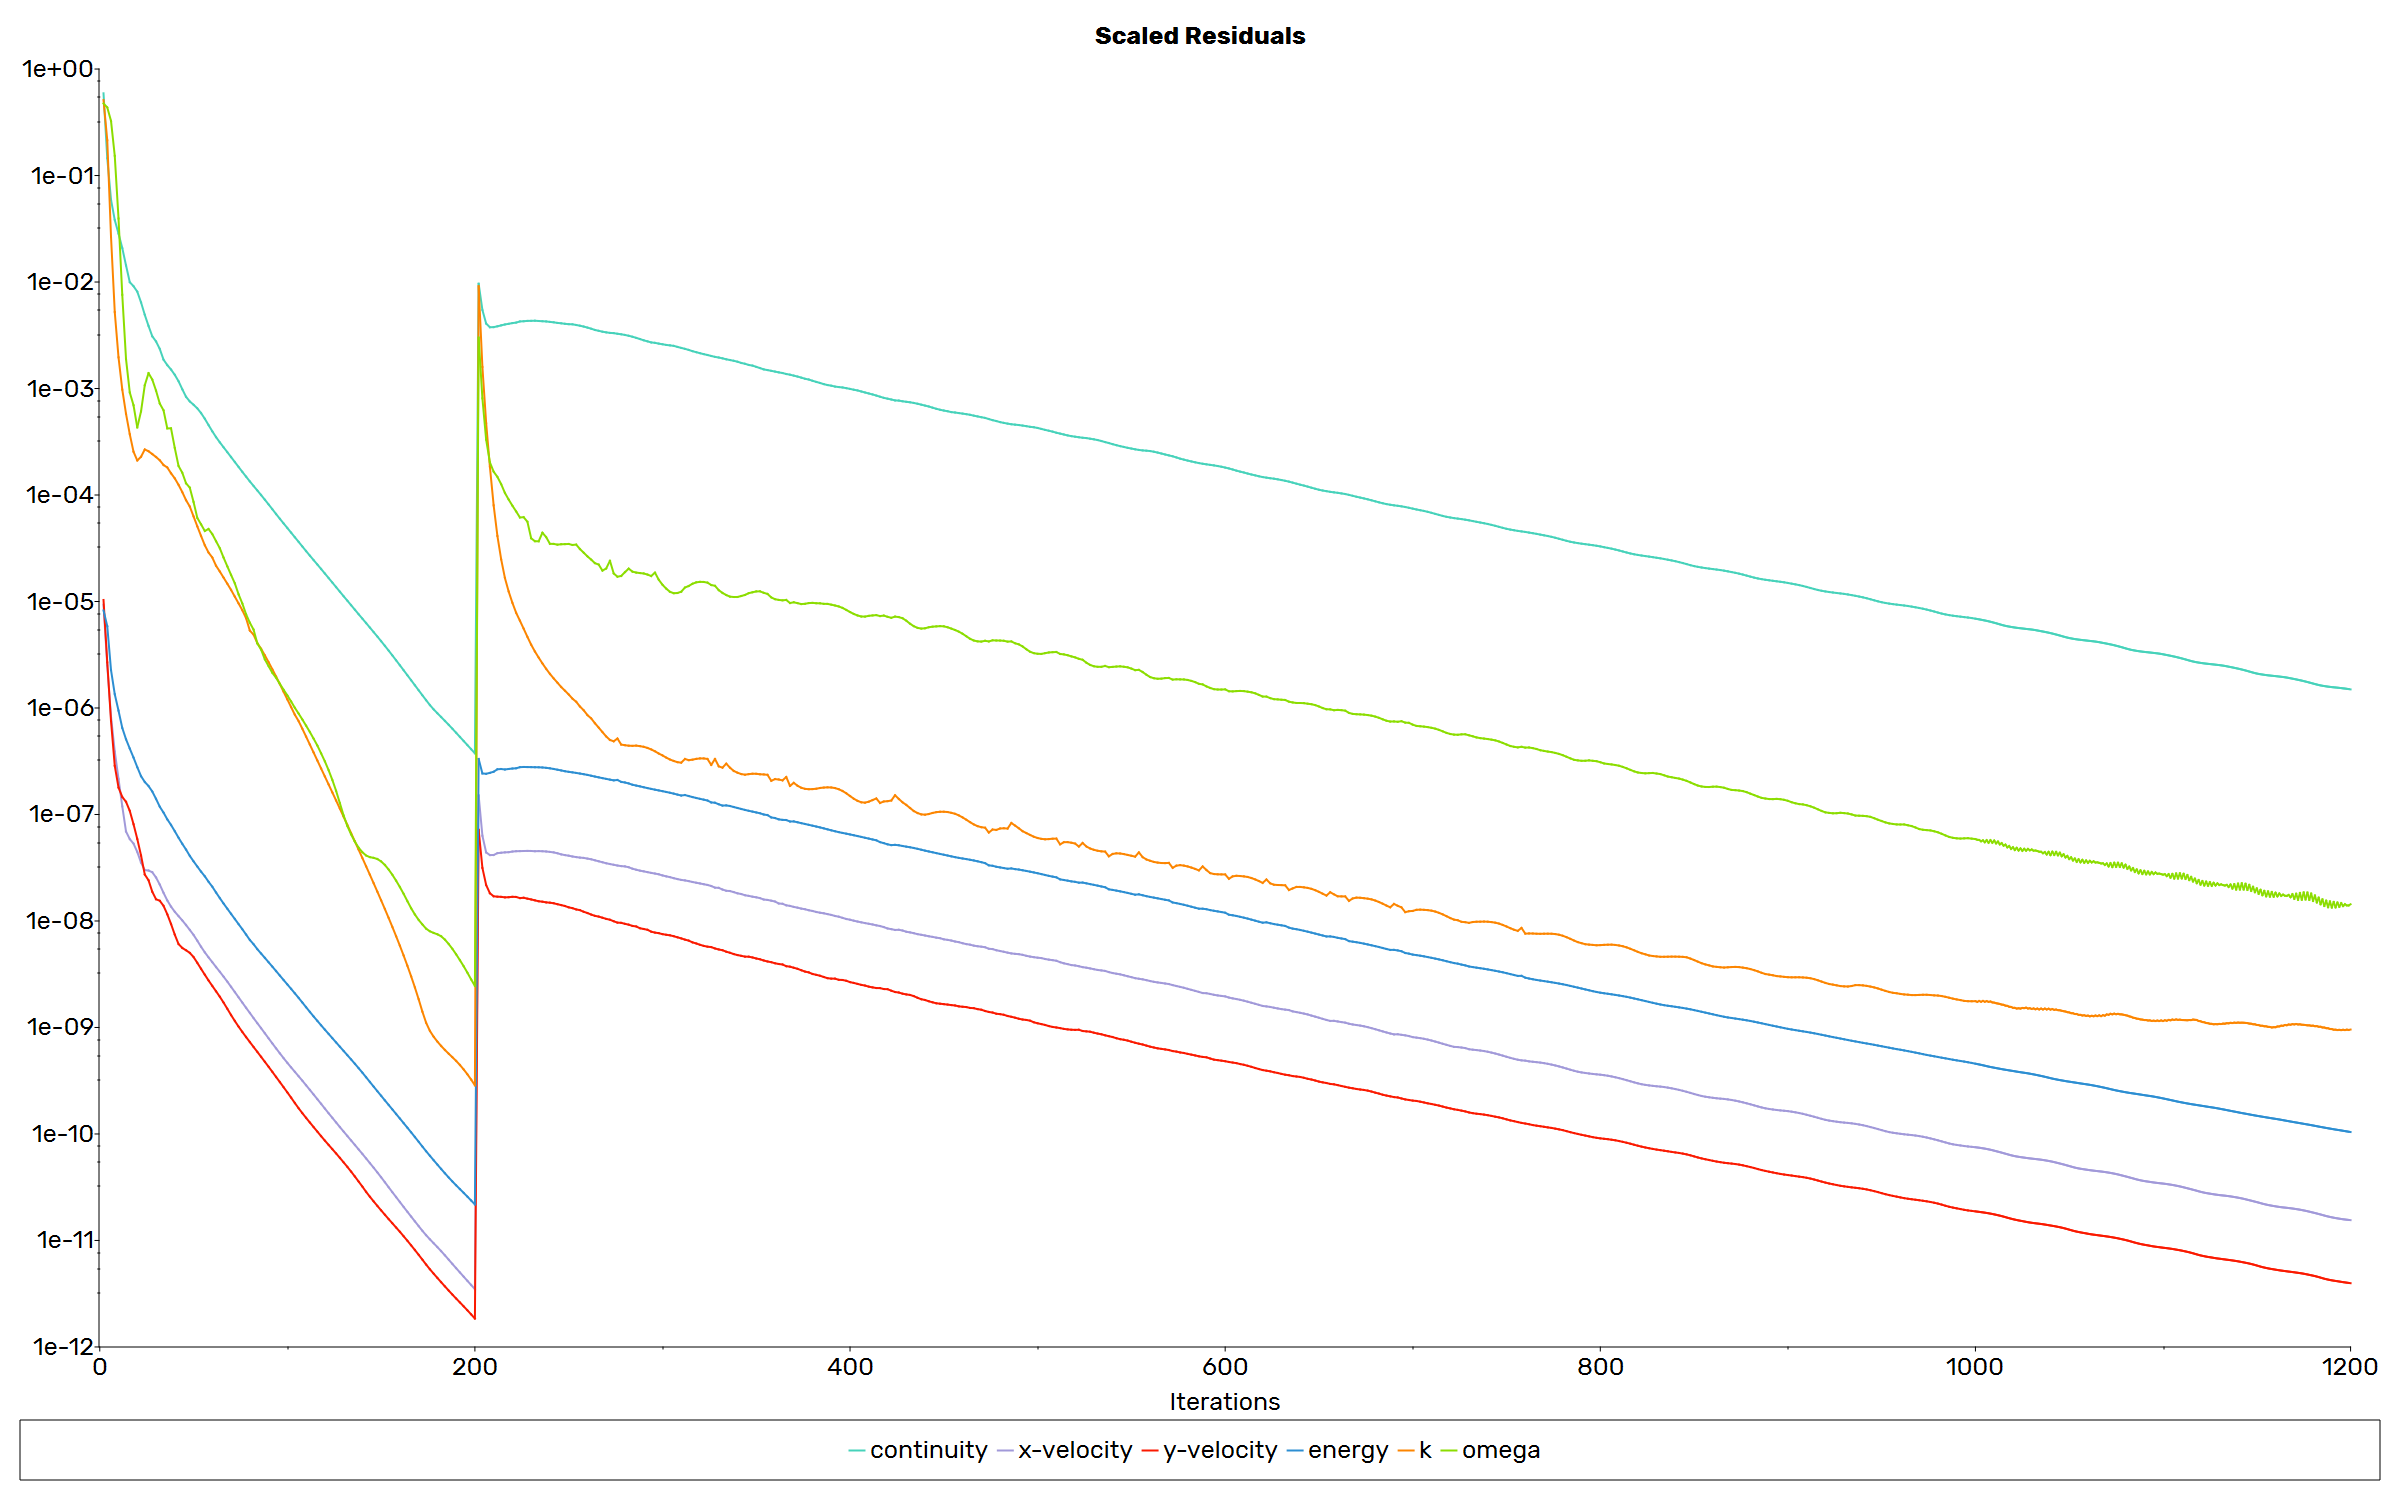 Scaled Residuals
1e+00
1e-01
1e-02
1e-03
1e-04
1e-05
1e-06
1e-07
1e-08
1e-09
1e-10
1e-11
1e-12
0 200 400 600 800 1000 1200
Iterations
continuity x-velocity y-velocity energy k omega